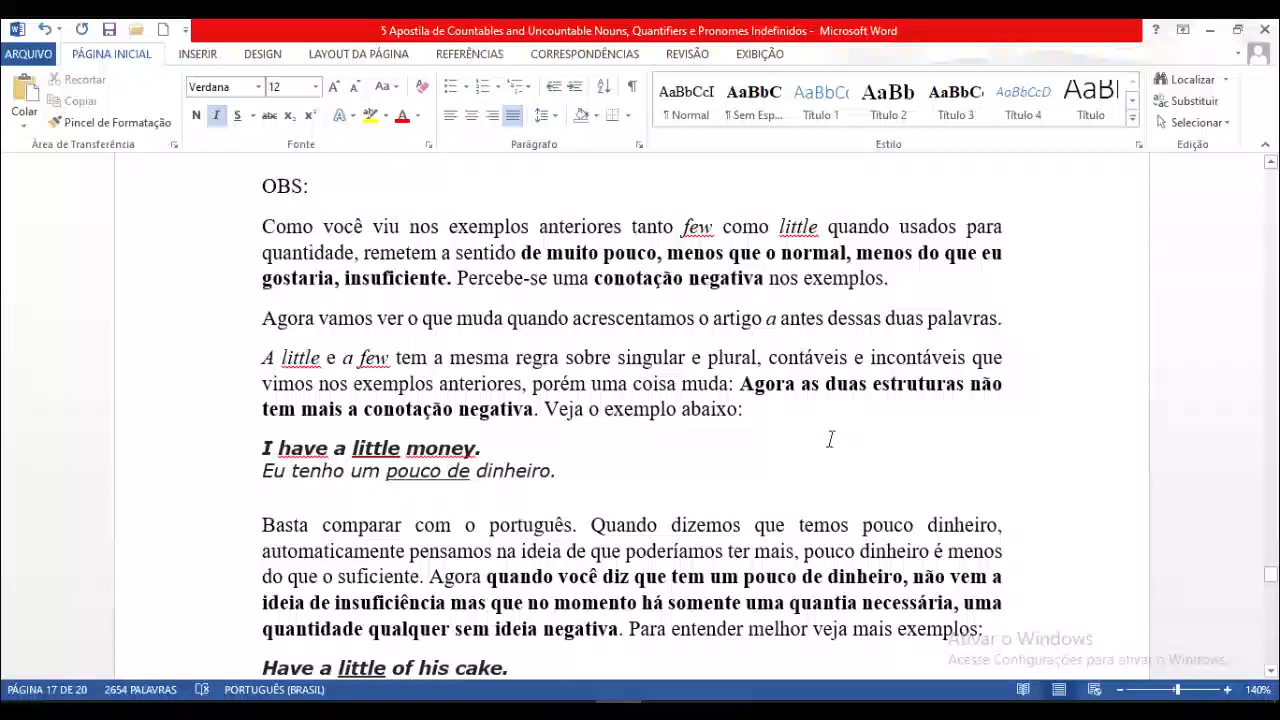 5 Apostila de Countables and Uncountable Nouns, Quantifiers e Pronomes Indefinidos - Microsoft Word
ARQUIVO PÁGINA INICIAL INSERIR DESIGN LAYOUT DA PÁGINA REFERÊNCIAS CORRESPONDÊNCIAS REVISÃO EXIBIÇÃO
Colar
Recortar
Copiar
Pincel de Formatação
Área de Transferência
Verdana 12
Aa
N I S abc x₂ x²
Fonte
Parágrafo
AaBbCcI AaBbC AaBbCc AaBb AaBbCc AaBbCcD AaBl
¶ Normal ¶ Sem Esp... Título 1 Título 2 Título 3 Título 4 Título
Estilo
Localizar
Substituir
Selecionar
Edição
OBS:
Como você viu nos exemplos anteriores tanto few como little quando usados para
quantidade, remetem a sentido de muito pouco, menos que o normal, menos do que eu
gostaria, insuficiente. Percebe-se uma conotação negativa nos exemplos.
Agora vamos ver o que muda quando acrescentamos o artigo a antes dessas duas palavras.
A little e a few tem a mesma regra sobre singular e plural, contáveis e incontáveis que
vimos nos exemplos anteriores, porém uma coisa muda: Agora as duas estruturas não
tem mais a conotação negativa. Veja o exemplo abaixo:
I have a little money.
Eu tenho um pouco de dinheiro.
Basta comparar com o português. Quando dizemos que temos pouco dinheiro,
automaticamente pensamos na ideia de que poderíamos ter mais, pouco dinheiro é menos
do que o suficiente. Agora quando você diz que tem um pouco de dinheiro, não vem a
ideia de insuficiência mas que no momento há somente uma quantia necessária, uma
quantidade qualquer sem ideia negativa. Para entender melhor veja mais exemplos:
Ativar o Windows
Acesse Configurações para ativar o Windows.
Have a little of his cake.
PÁGINA 17 DE 20 2654 PALAVRAS PORTUGUÊS (BRASIL) 140%